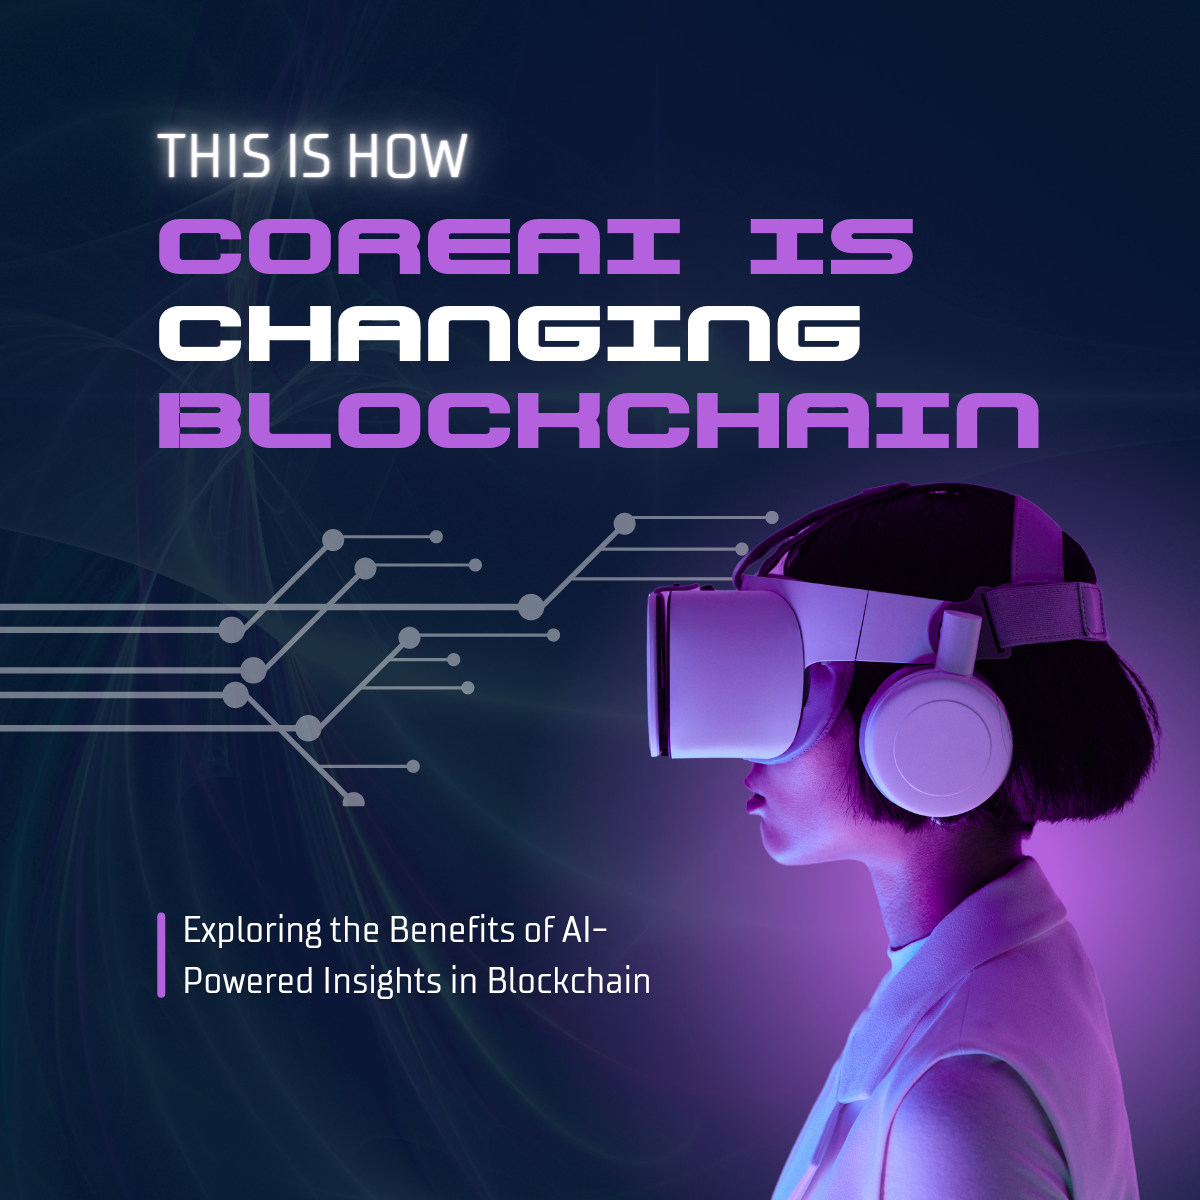 THIS IS HOW
COREAI IS
CHANGING
BLOCKCHAIN
Exploring the Benefits of AI-
Powered Insights in Blockchain